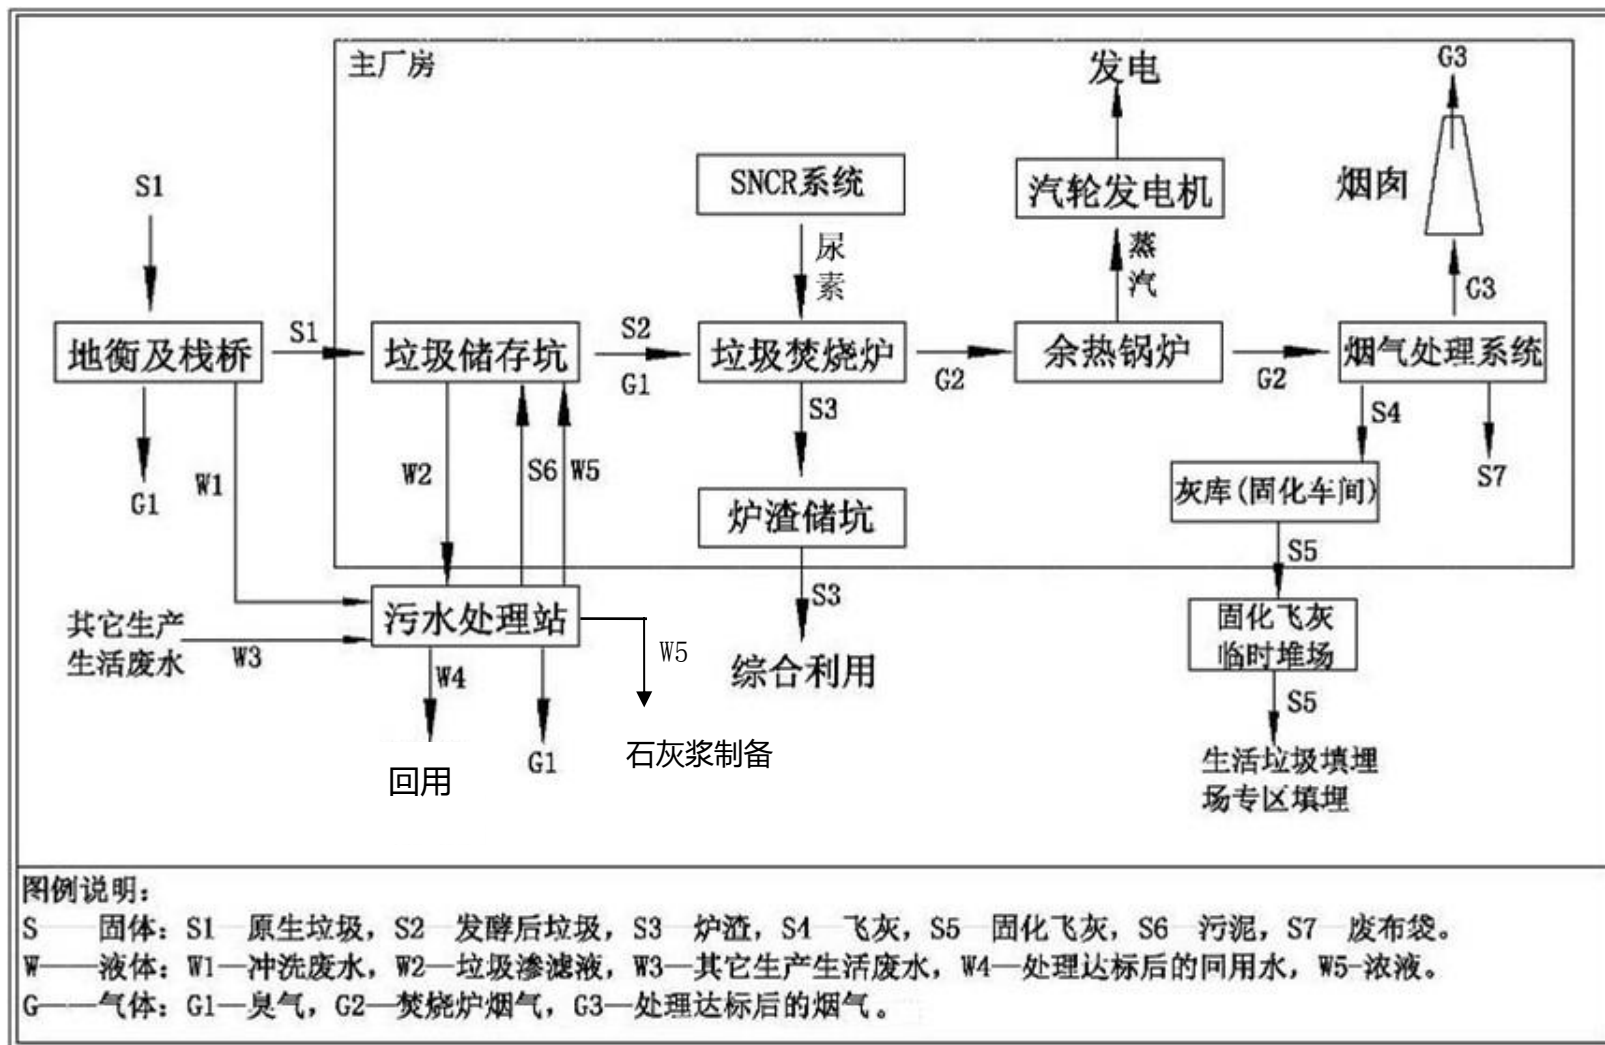 主厂房
发电
G3
S1
SNCR系统
汽轮发电机
烟囱
尿
素
蒸
汽
G3
地衡及栈桥
S1
垃圾储存坑
S2
G1
垃圾焚烧炉
G2
余热锅炉
G2
烟气处理系统
G1
W1
W2
S6
W5
S3
S4
S7
炉渣储坑
灰库(固化车间)
S3
S5
其它生产
生活废水
W3
污水处理站
W5
固化飞灰
临时堆场
W4
G1
综合利用
S5
回用
石灰浆制备
生活垃圾填埋
场专区填埋
图例说明:
S——固体: S1—原生垃圾, S2—发酵后垃圾, S3—炉渣, S4—飞灰, S5—固化飞灰, S6—污泥, S7—废布袋。
W——液体: W1—冲洗废水, W2—垃圾渗滤液, W3—其它生产生活废水, W4—处理达标后的回用水, W5-浓液。
G——气体: G1—臭气, G2—焚烧炉烟气, G3—处理达标后的烟气。